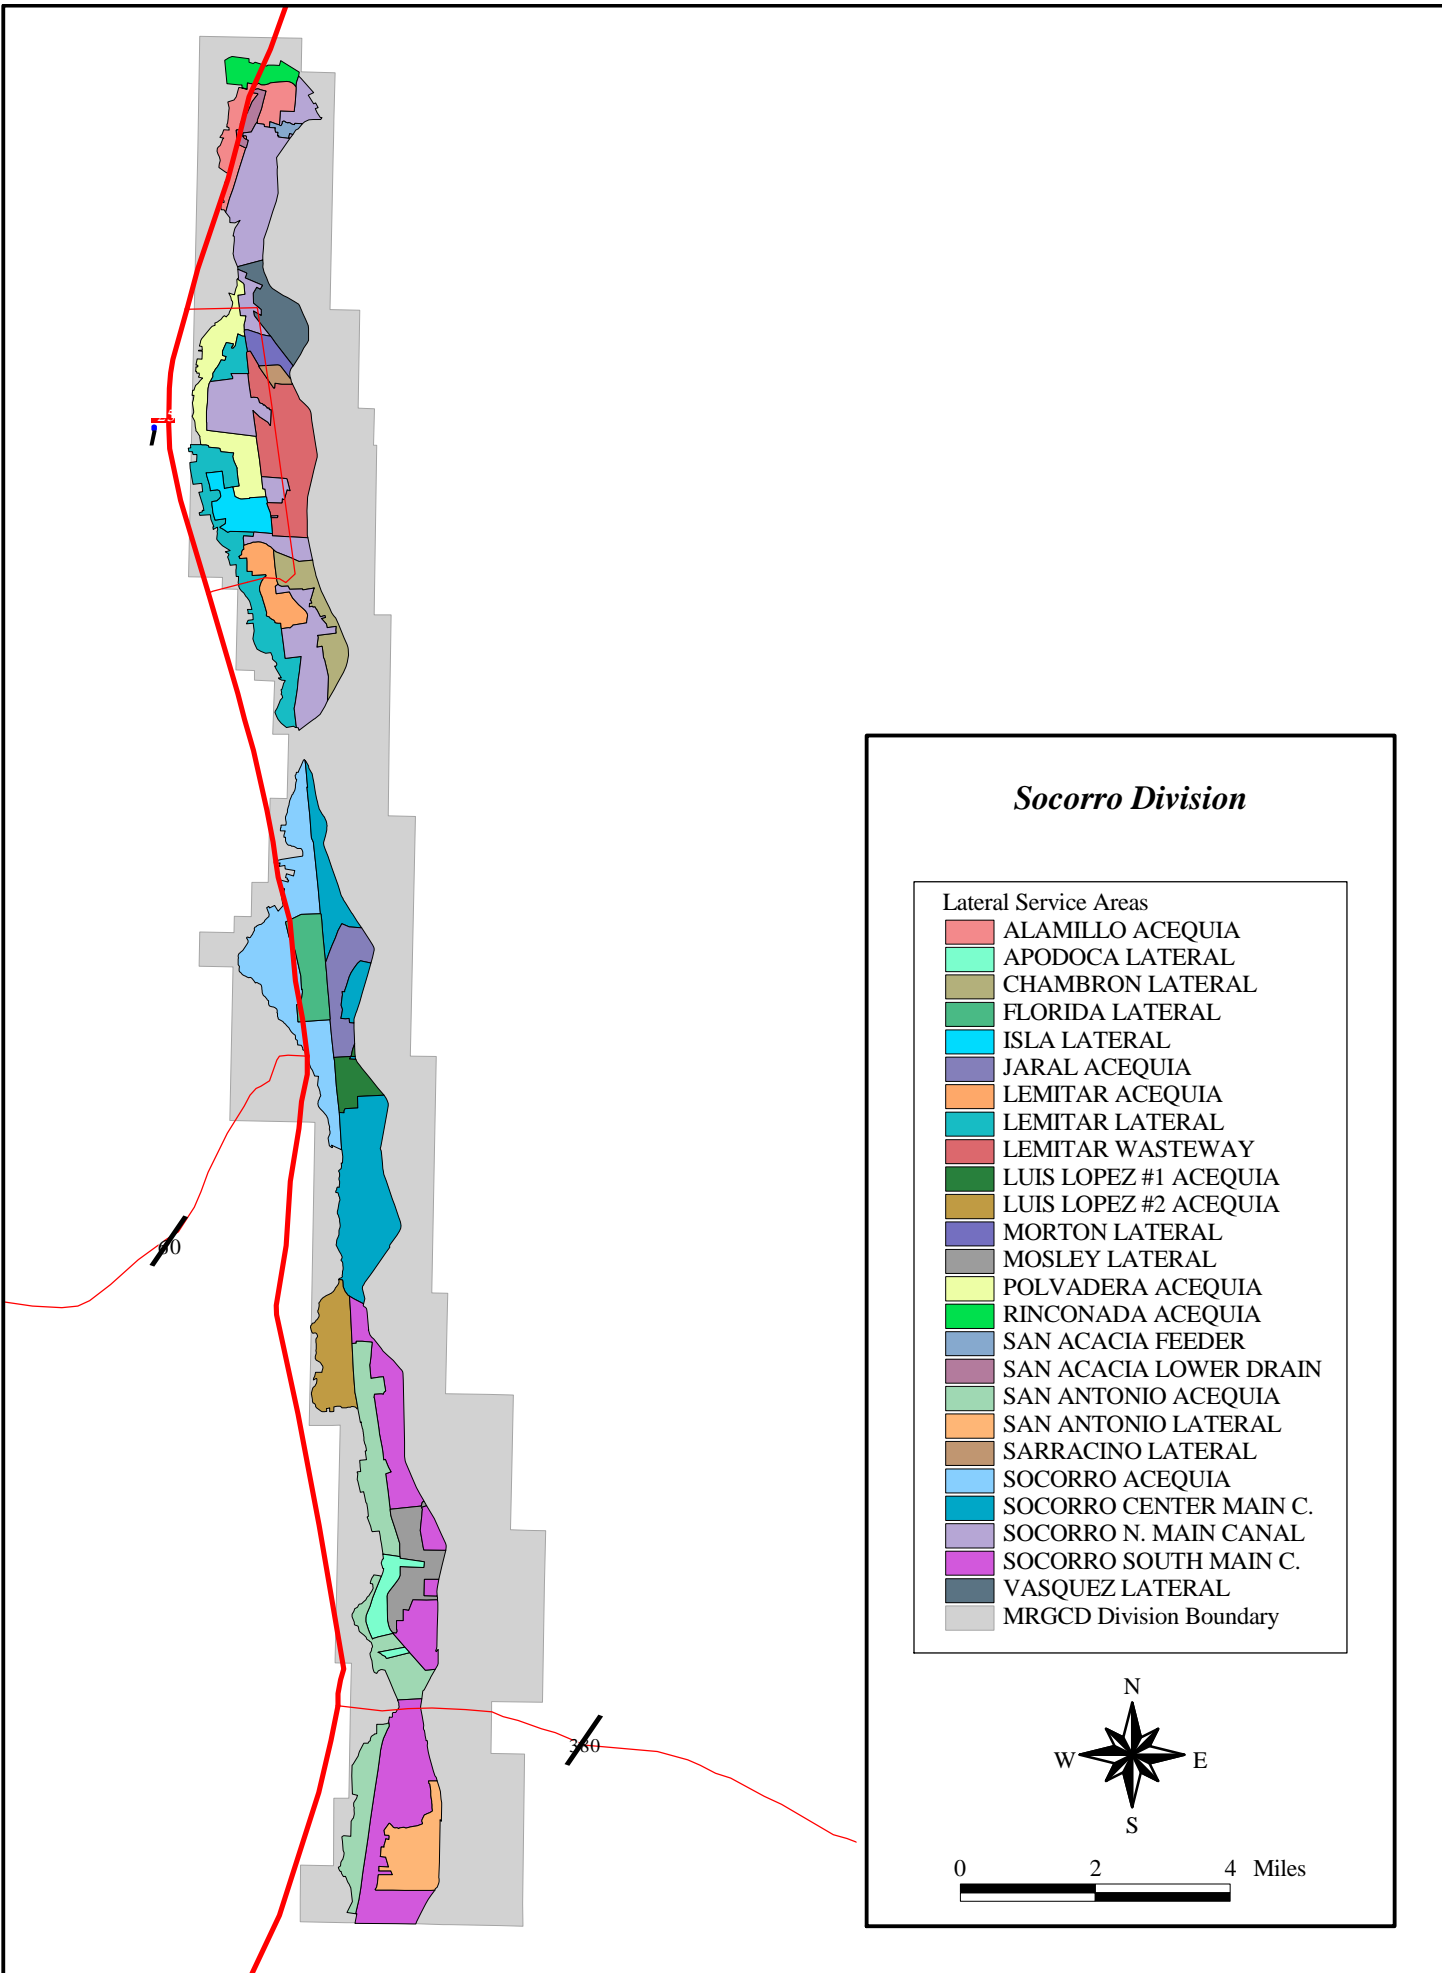 25
60
380
Socorro Division
Lateral Service Areas
ALAMILLO ACEQUIA
APODOCA LATERAL
CHAMBRON LATERAL
FLORIDA LATERAL
ISLA LATERAL
JARAL ACEQUIA
LEMITAR ACEQUIA
LEMITAR LATERAL
LEMITAR WASTEWAY
LUIS LOPEZ #1 ACEQUIA
LUIS LOPEZ #2 ACEQUIA
MORTON LATERAL
MOSLEY LATERAL
POLVADERA ACEQUIA
RINCONADA ACEQUIA
SAN ACACIA FEEDER
SAN ACACIA LOWER DRAIN
SAN ANTONIO ACEQUIA
SAN ANTONIO LATERAL
SARRACINO LATERAL
SOCORRO ACEQUIA
SOCORRO CENTER MAIN C.
SOCORRO N. MAIN CANAL
SOCORRO SOUTH MAIN C.
VASQUEZ LATERAL
MRGCD Division Boundary
N
W E
S
0 2 4 Miles